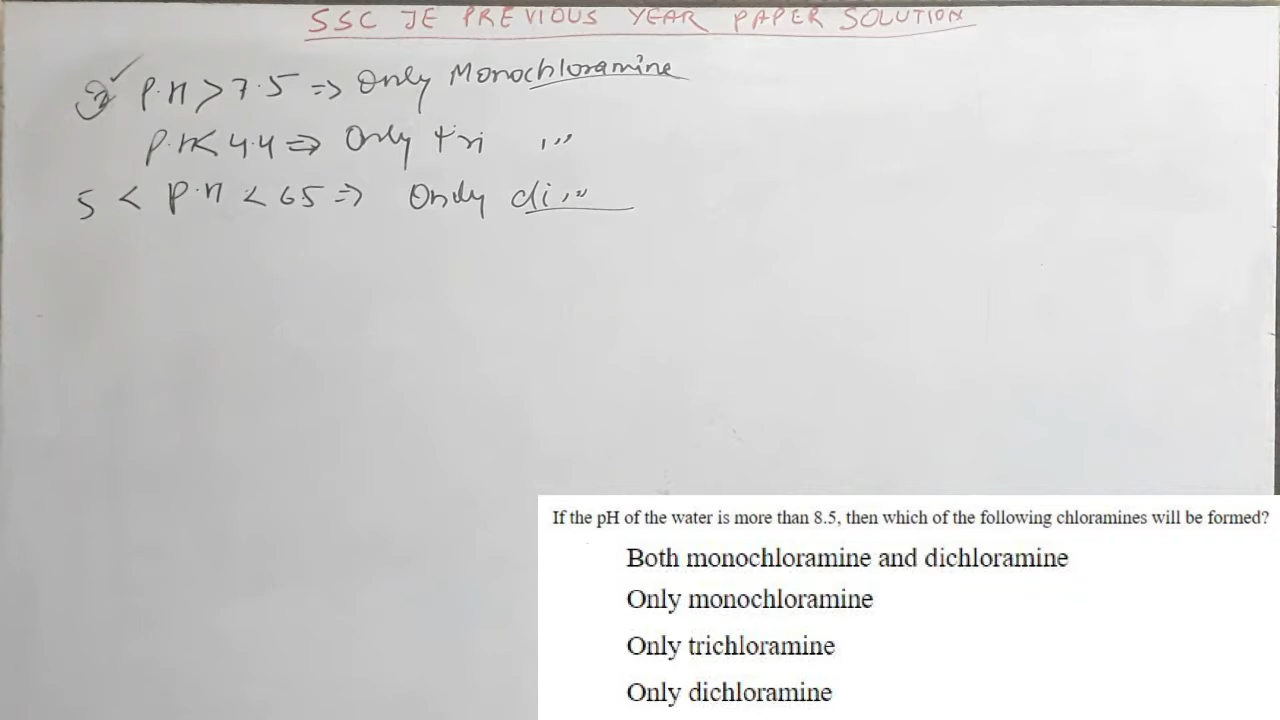 SSC JE PREVIOUS YEAR PAPER SOLUTION
P.H > 7.5 => Only Monochloramine
P.H < 4.4 => Only tri ,,,
5 < P.H < 65 => Only di ,,,
If the pH of the water is more than 8.5, then which of the following chloramines will be formed?
Both monochloramine and dichloramine
Only monochloramine
Only trichloramine
Only dichloramine